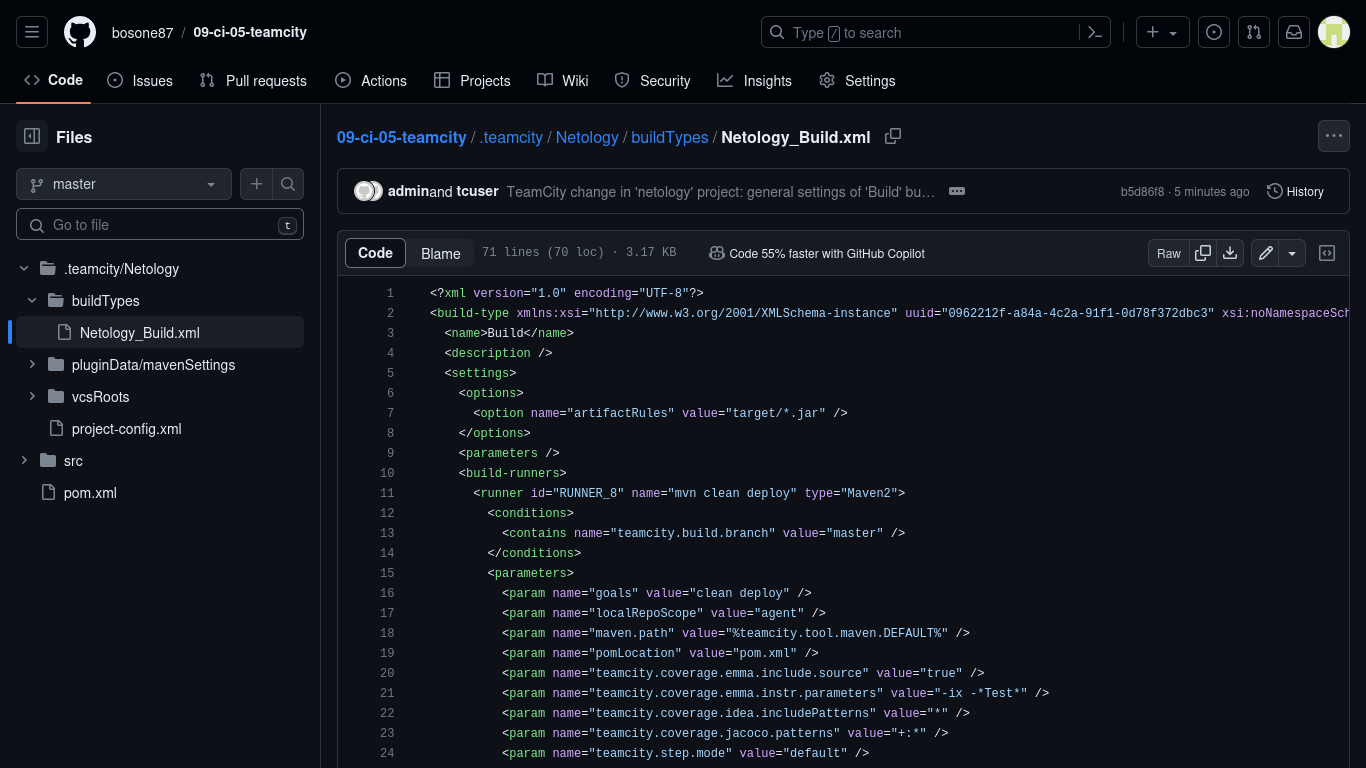 bosone87 / 09-ci-05-teamcity
Type / to search
Code Issues Pull requests Actions Projects Wiki Security Insights Settings
Files
master
Go to file t
.teamcity/Netology
buildTypes
Netology_Build.xml
pluginData/mavenSettings
vcsRoots
project-config.xml
src
pom.xml
09-ci-05-teamcity / .teamcity / Netology / buildTypes / Netology_Build.xml
admin and tcuser TeamCity change in 'netology' project: general settings of 'Build' bu… b5d86f8 · 5 minutes ago History
Code Blame 71 lines (70 loc) · 3.17 KB Code 55% faster with GitHub Copilot Raw
1 <?xml version="1.0" encoding="UTF-8"?>
2 <build-type xmlns:xsi="http://www.w3.org/2001/XMLSchema-instance" uuid="0962212f-a84a-4c2a-91f1-0d78f372dbc3" xsi:noNamespaceSch
3 <name>Build</name>
4 <description />
5 <settings>
6 <options>
7 <option name="artifactRules" value="target/*.jar" />
8 </options>
9 <parameters />
10 <build-runners>
11 <runner id="RUNNER_8" name="mvn clean deploy" type="Maven2">
12 <conditions>
13 <contains name="teamcity.build.branch" value="master" />
14 </conditions>
15 <parameters>
16 <param name="goals" value="clean deploy" />
17 <param name="localRepoScope" value="agent" />
18 <param name="maven.path" value="%teamcity.tool.maven.DEFAULT%" />
19 <param name="pomLocation" value="pom.xml" />
20 <param name="teamcity.coverage.emma.include.source" value="true" />
21 <param name="teamcity.coverage.emma.instr.parameters" value="-ix -*Test*" />
22 <param name="teamcity.coverage.idea.includePatterns" value="*" />
23 <param name="teamcity.coverage.jacoco.patterns" value="+:*" />
24 <param name="teamcity.step.mode" value="default" />